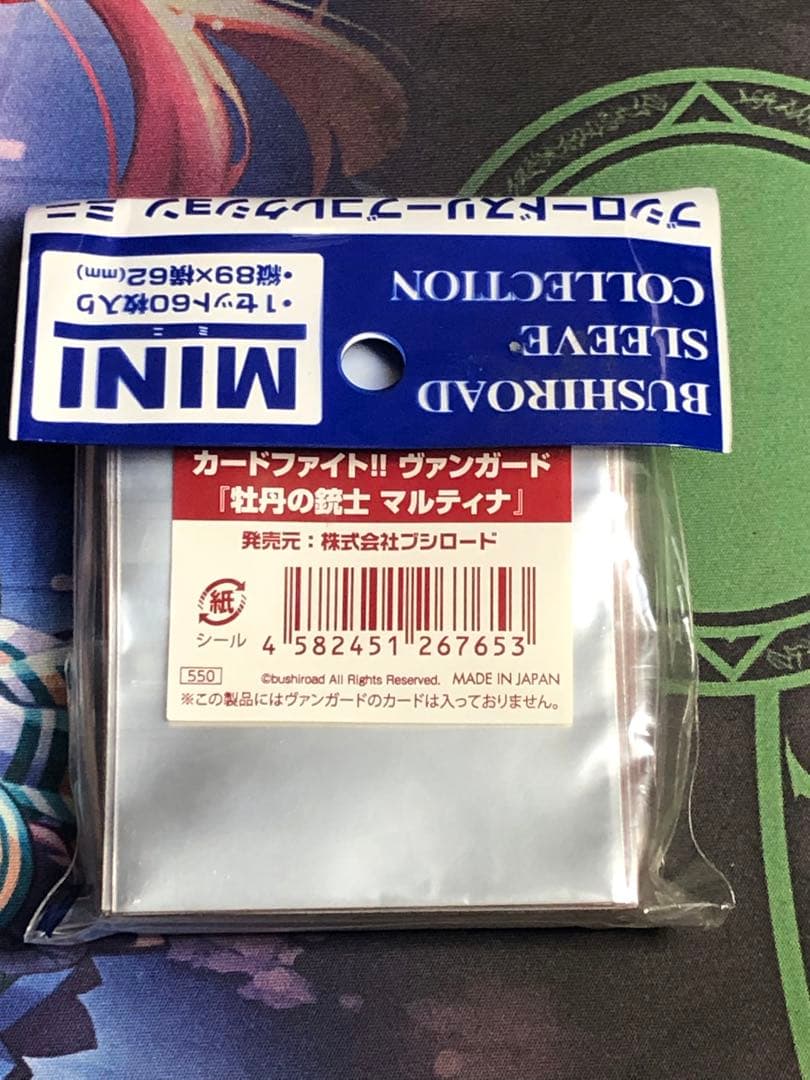 ブシロードスリーブコレクション ミニ
BUSHIROAD
SLEEVE
COLLECTION
MINI
ミニ
・1セット60枚入り
・縦89×横62(mm)
カードファイト!! ヴァンガード
『牡丹の銃士 マルティナ』
発売元：株式会社ブシロード
紙
シール
4 582451 267653
550
©bushiroad All Rights Reserved. MADE IN JAPAN
※この製品にはヴァンガードのカードは入っておりません。